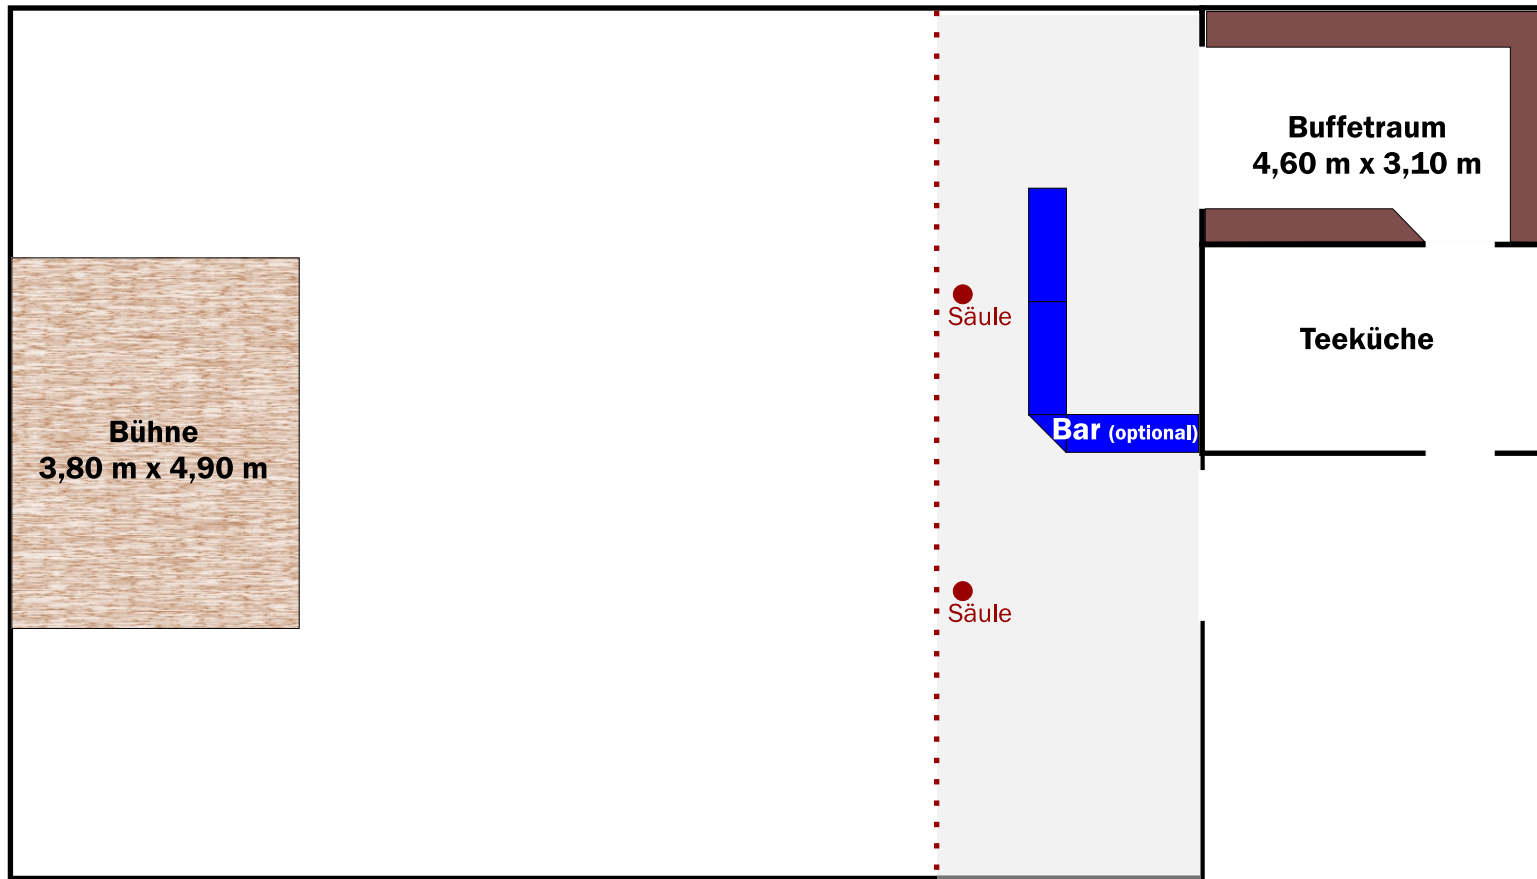 Buffetraum
4,60 m x 3,10 m
Säule
Teeküche
Bühne
3,80 m x 4,90 m
Bar (optional)
Säule